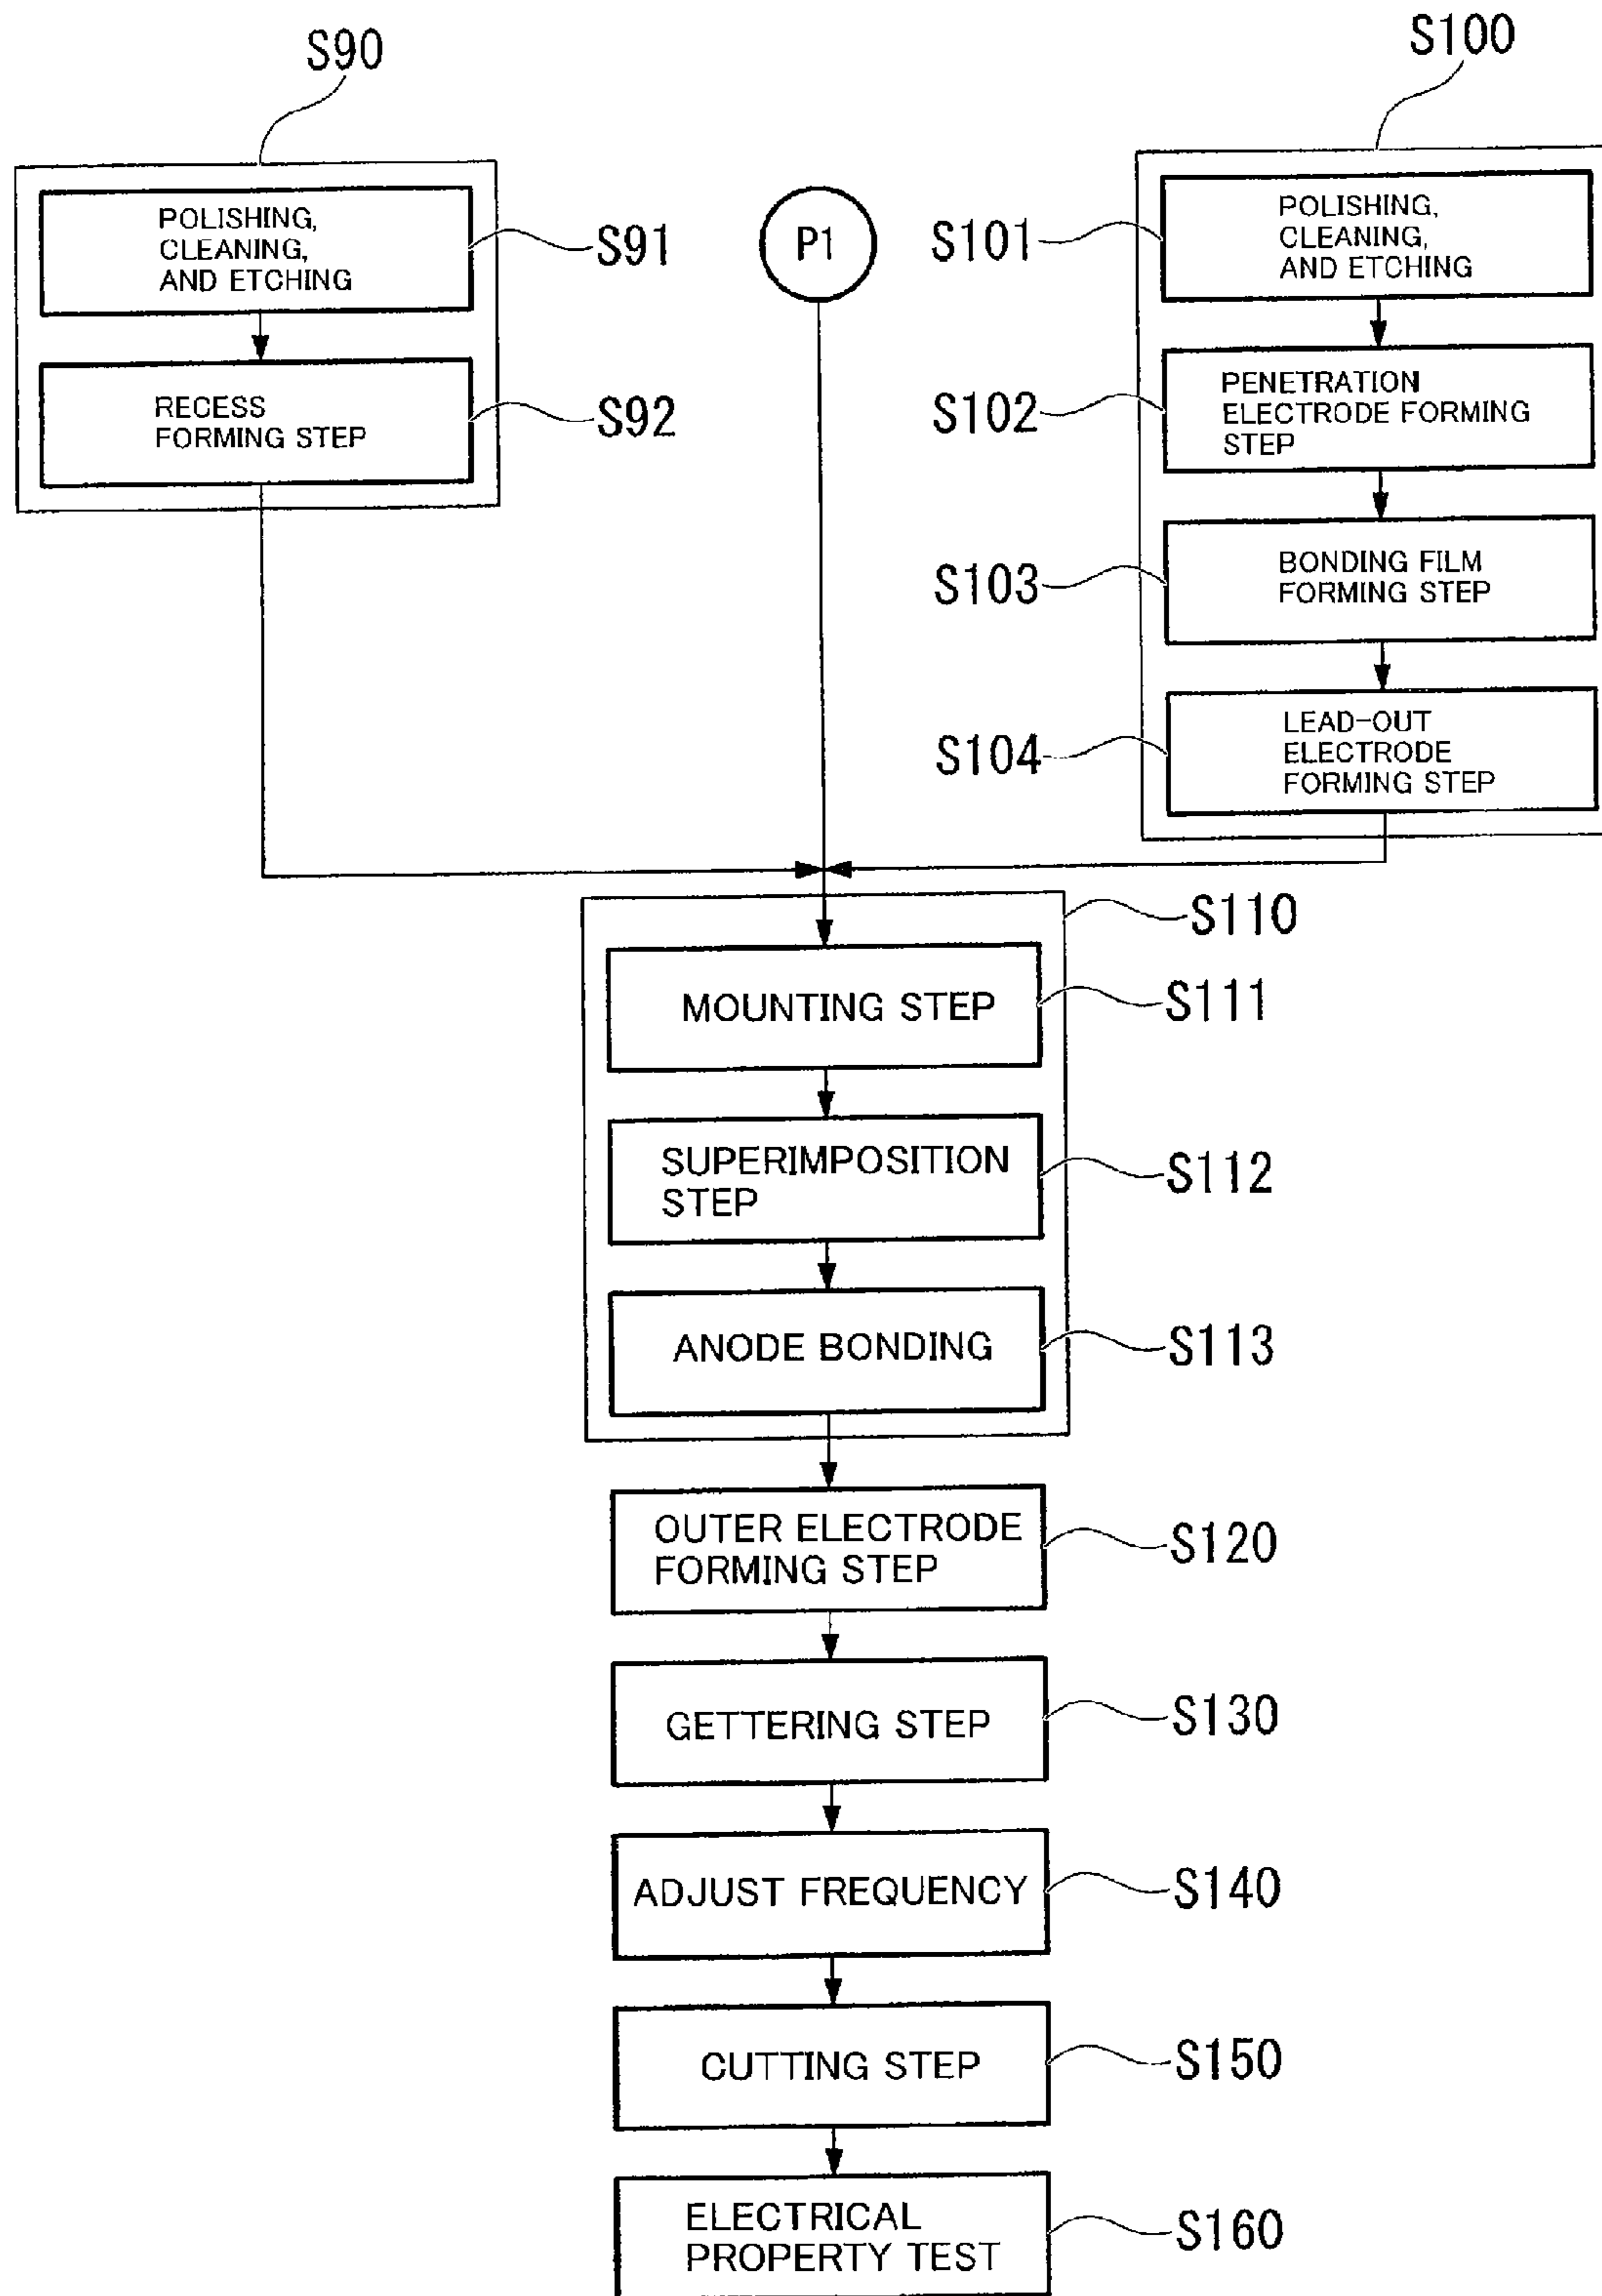 S90
S100
POLISHING,
CLEANING,
AND ETCHING
S91
P1
S101
POLISHING,
CLEANING,
AND ETCHING
RECESS
FORMING STEP
S92
S102
PENETRATION
ELECTRODE FORMING
STEP
S103
BONDING FILM
FORMING STEP
S104
LEAD-OUT
ELECTRODE
FORMING STEP
S110
MOUNTING STEP
S111
SUPERIMPOSITION
STEP
S112
ANODE BONDING
S113
OUTER ELECTRODE
FORMING STEP
S120
GETTERING STEP
S130
ADJUST FREQUENCY
S140
CUTTING STEP
S150
ELECTRICAL
PROPERTY TEST
S160